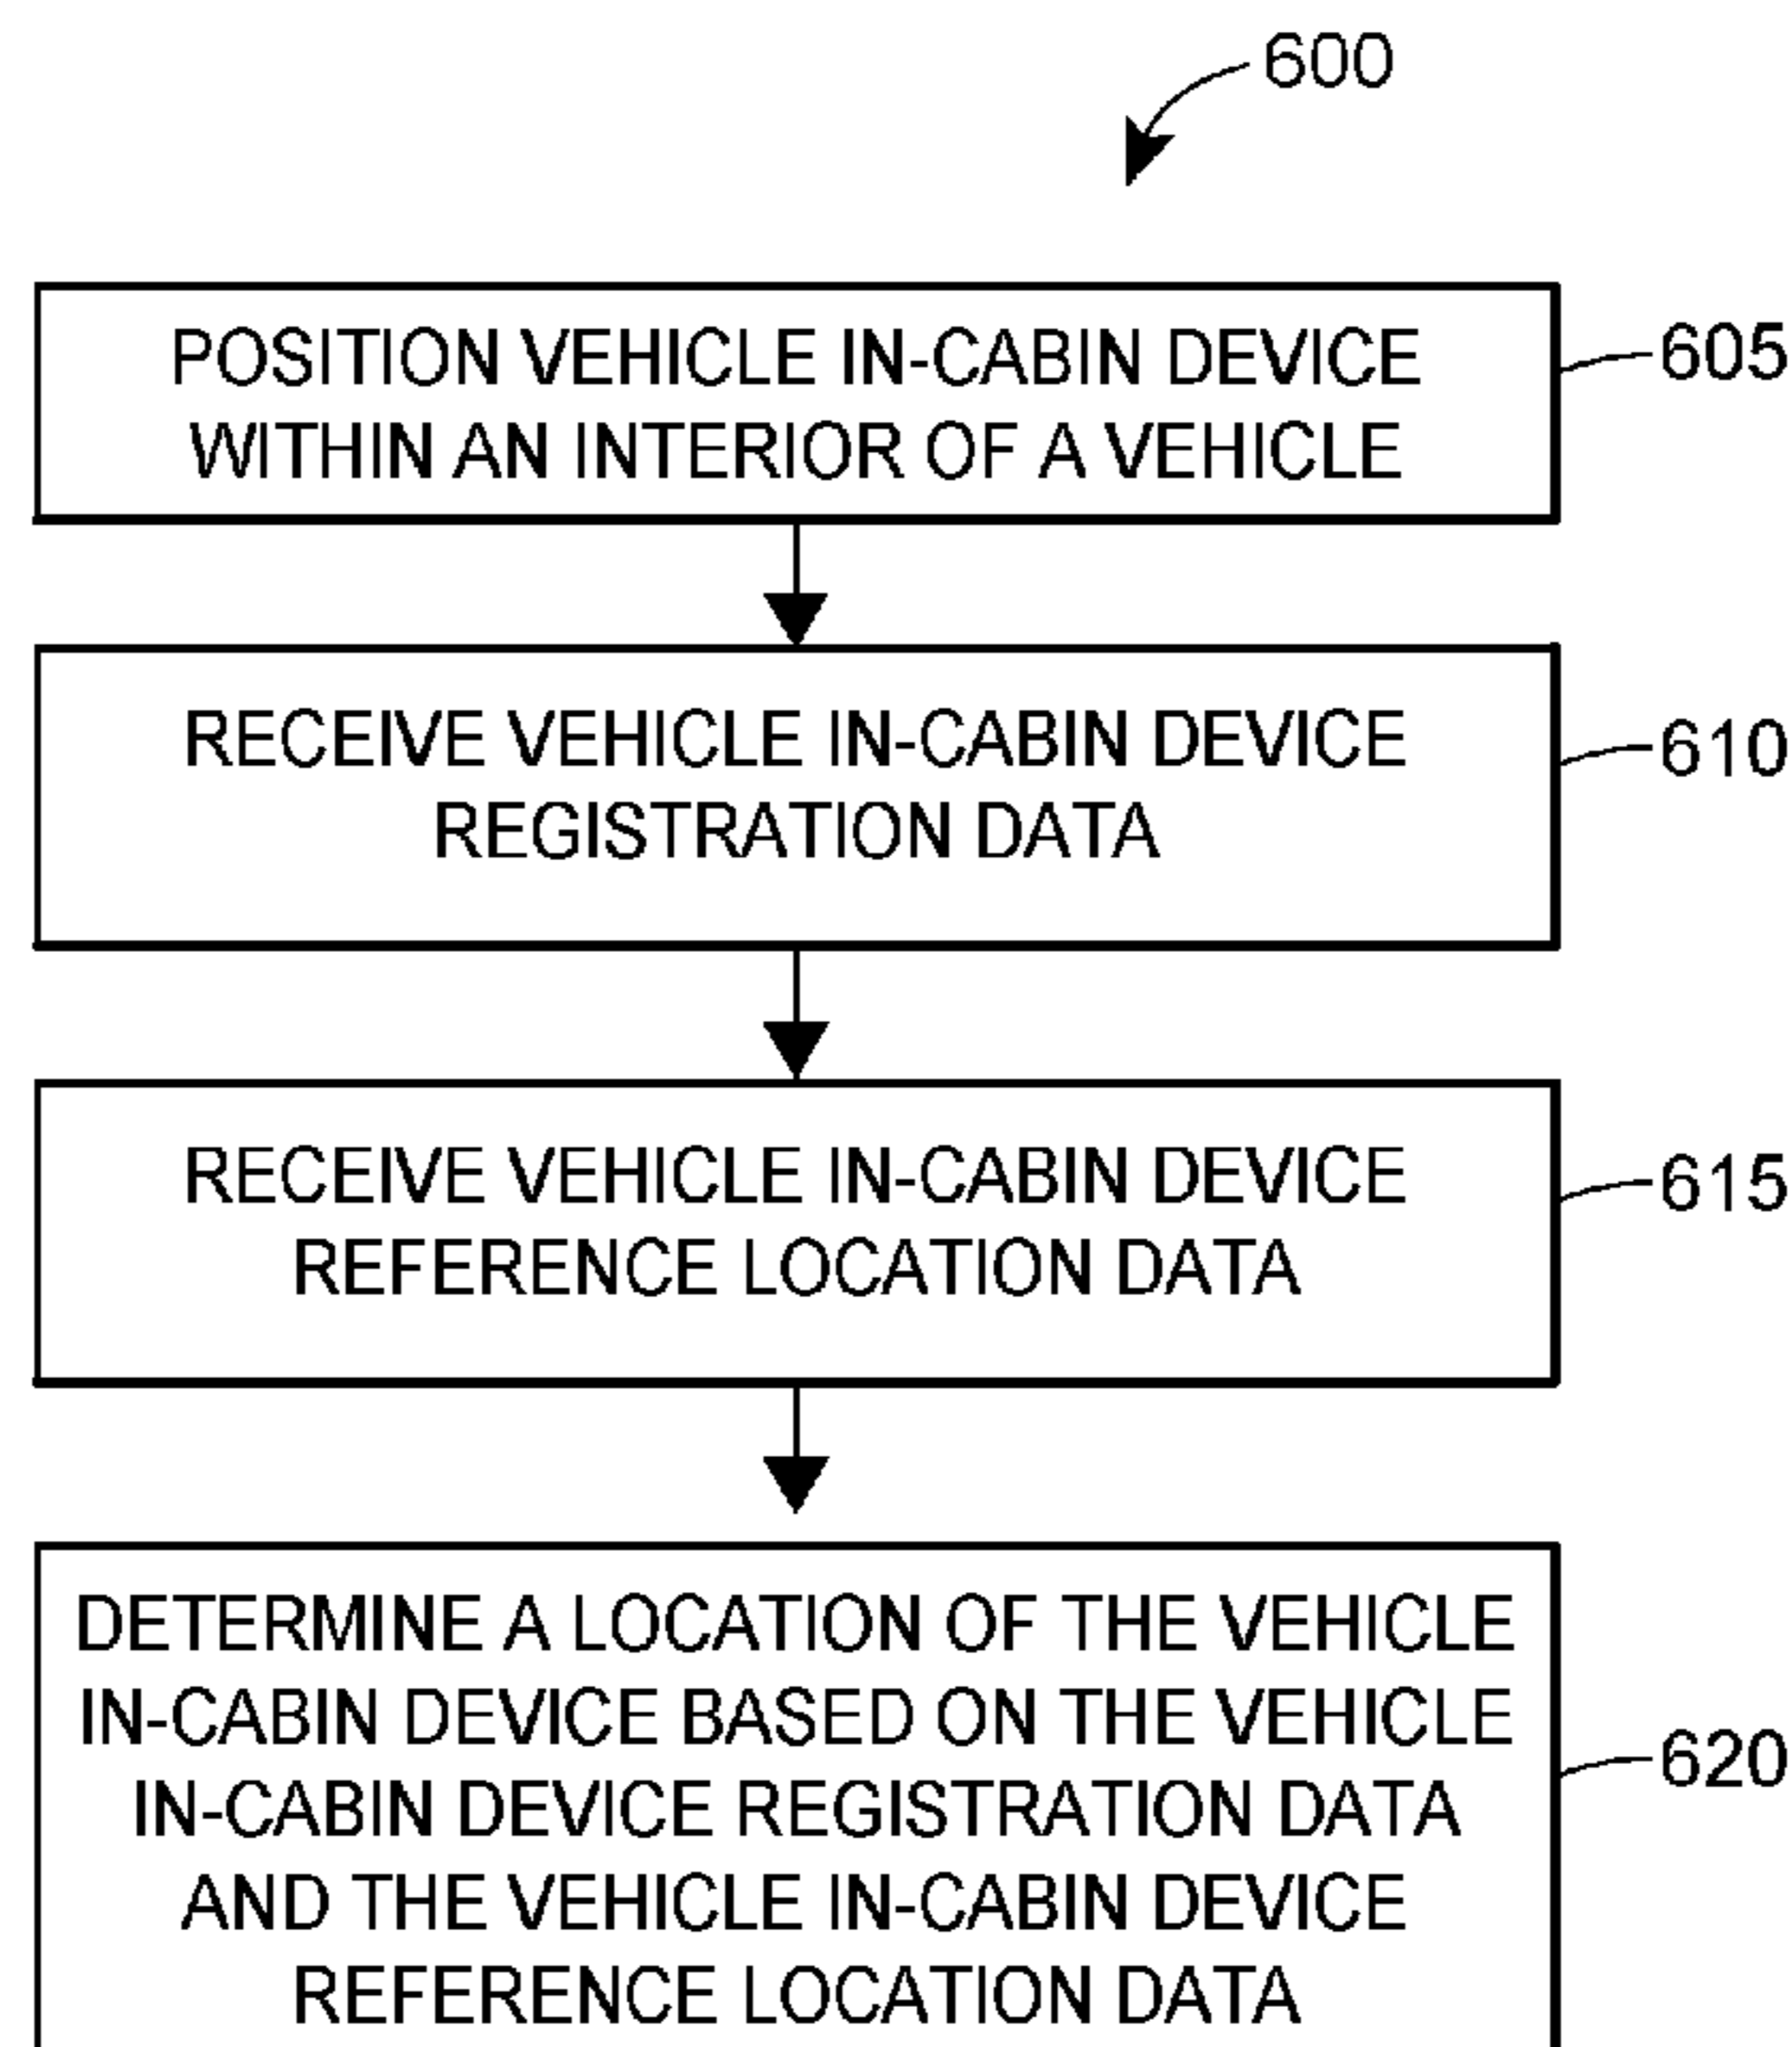 600
POSITION VEHICLE IN-CABIN DEVICE
WITHIN AN INTERIOR OF A VEHICLE
605
RECEIVE VEHICLE IN-CABIN DEVICE
REGISTRATION DATA
610
RECEIVE VEHICLE IN-CABIN DEVICE
REFERENCE LOCATION DATA
615
DETERMINE A LOCATION OF THE VEHICLE
IN-CABIN DEVICE BASED ON THE VEHICLE
IN-CABIN DEVICE REGISTRATION DATA
AND THE VEHICLE IN-CABIN DEVICE
REFERENCE LOCATION DATA
620